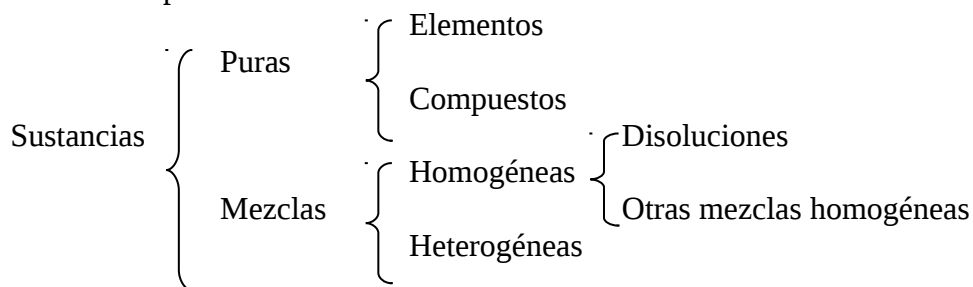 Elementos
Puras
Compuestos
Sustancias
Disoluciones
Homogéneas
Mezclas
Otras mezclas homogéneas
Heterogéneas